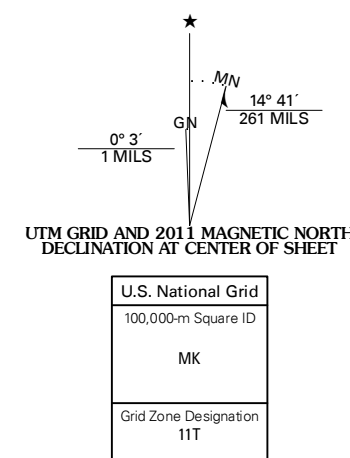 ★
MN
GN
14° 41´
261 MILS
0° 3´
1 MILS
UTM GRID AND 2011 MAGNETIC NORTH
DECLINATION AT CENTER OF SHEET
U.S. National Grid
100,000-m Square ID
MK
Grid Zone Designation
11T